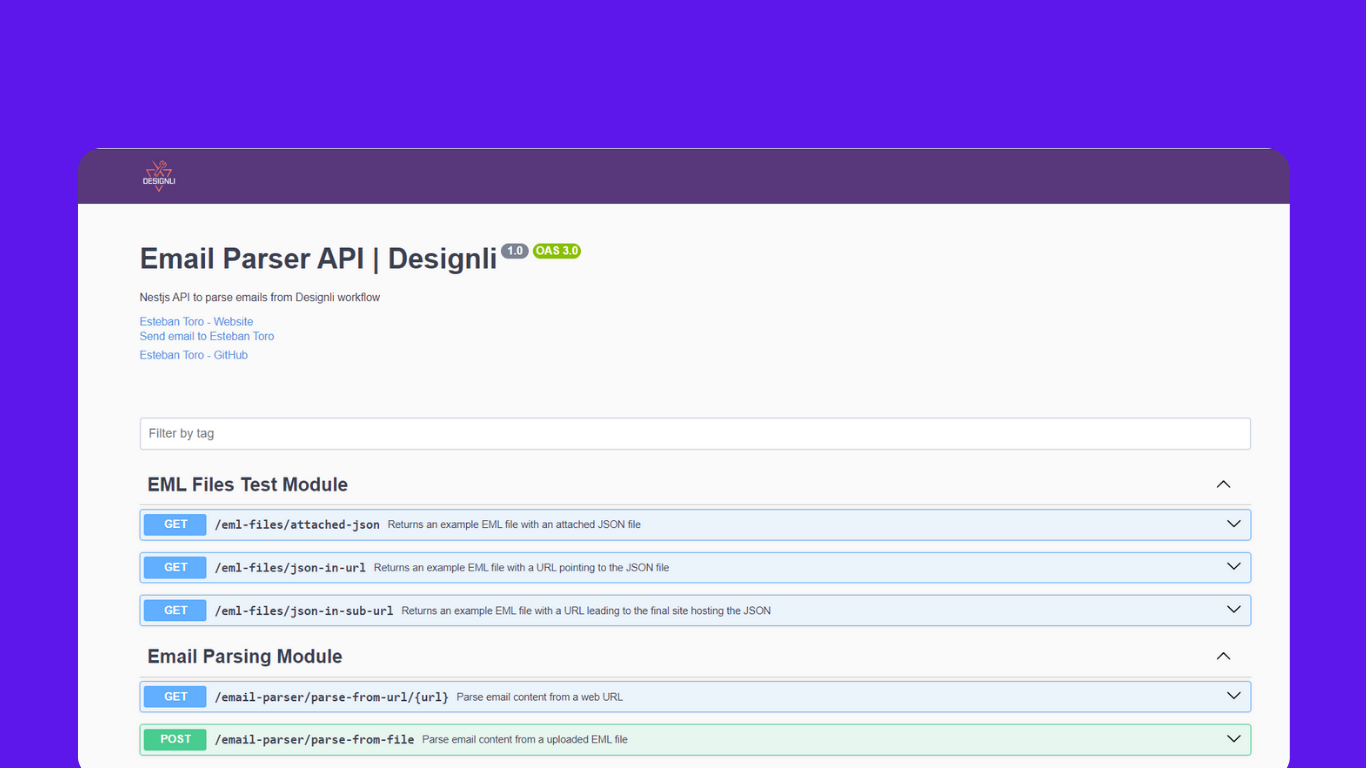 DESIGNLI
Email Parser API | Designli 1.0 OAS 3.0
Nestjs API to parse emails from Designli workflow
Esteban Toro - Website
Send email to Esteban Toro
Esteban Toro - GitHub
Filter by tag
EML Files Test Module
GET /eml-files/attached-json Returns an example EML file with an attached JSON file
GET /eml-files/json-in-url Returns an example EML file with a URL pointing to the JSON file
GET /eml-files/json-in-sub-url Returns an example EML file with a URL leading to the final site hosting the JSON
Email Parsing Module
GET /email-parser/parse-from-url/{url} Parse email content from a web URL
POST /email-parser/parse-from-file Parse email content from a uploaded EML file